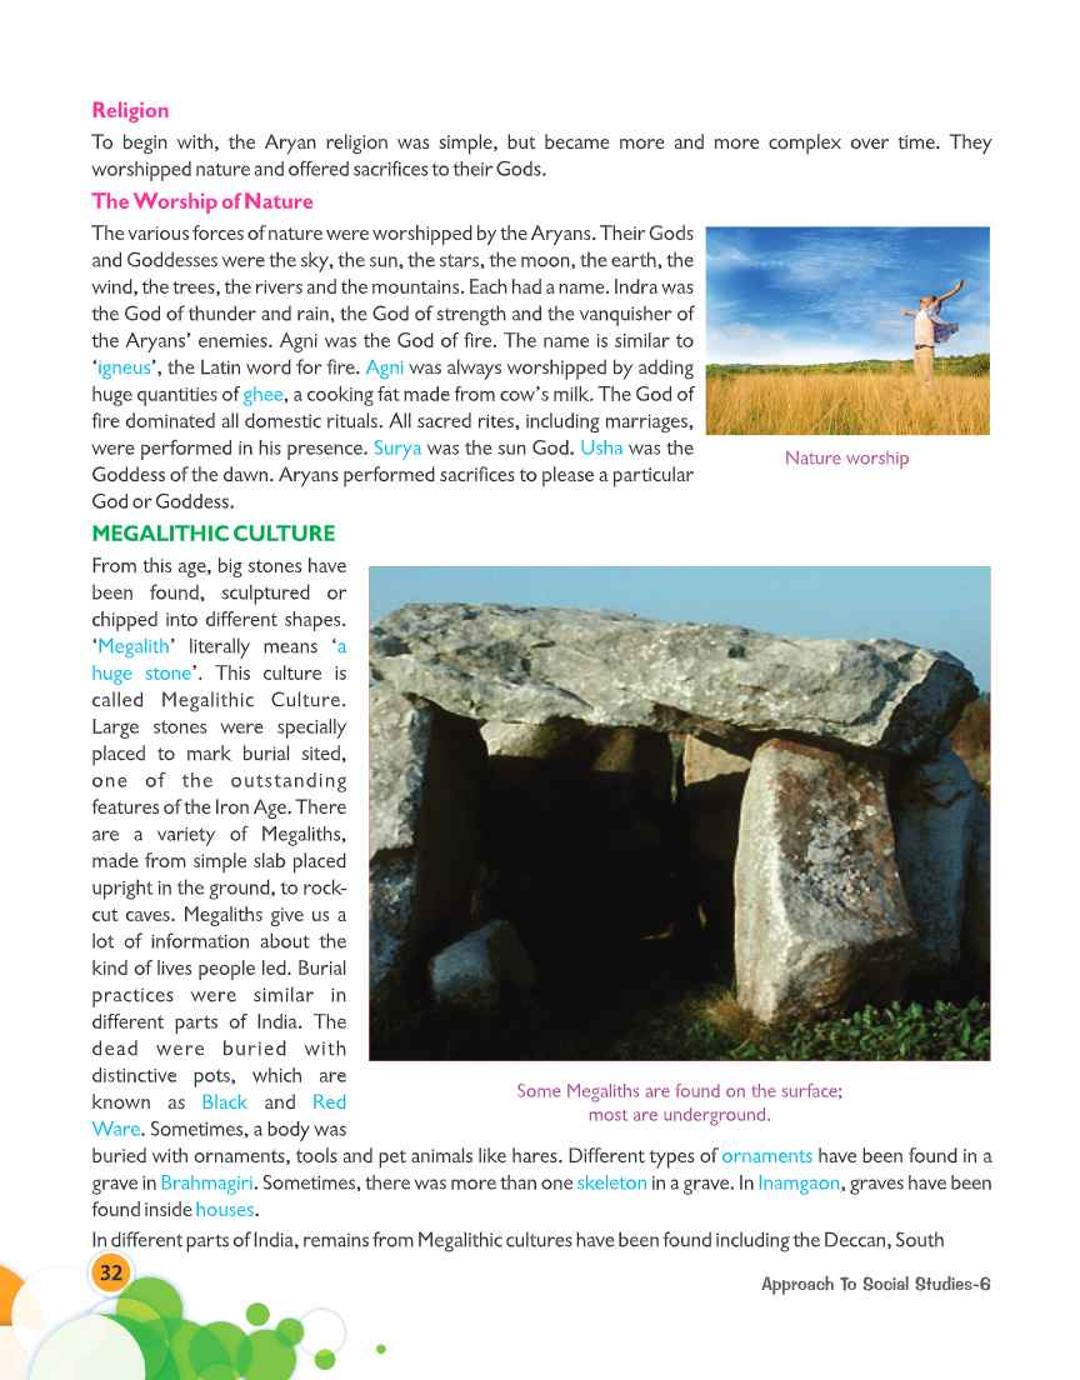 Religion
To begin with, the Aryan religion was simple, but became more and more complex over time. They
worshipped nature and offered sacrifices to their Gods.
The Worship of Nature
The various forces of nature were worshipped by the Aryans. Their Gods
and Goddesses were the sky, the sun, the stars, the moon, the earth, the
wind, the trees, the rivers and the mountains. Each had a name. Indra was
the God of thunder and rain, the God of strength and the vanquisher of
the Aryans’ enemies. Agni was the God of fire. The name is similar to
‘igneus’, the Latin word for fire. Agni was always worshipped by adding
huge quantities of ghee, a cooking fat made from cow’s milk. The God of
fire dominated all domestic rituals. All sacred rites, including marriages,
were performed in his presence. Surya was the sun God. Usha was the
Goddess of the dawn. Aryans performed sacrifices to please a particular
God or Goddess.
Nature worship
MEGALITHIC CULTURE
From this age, big stones have
been found, sculptured or
chipped into different shapes.
‘Megalith’ literally means ‘a
huge stone’. This culture is
called Megalithic Culture.
Large stones were specially
placed to mark burial sited,
one of the outstanding
features of the Iron Age. There
are a variety of Megaliths,
made from simple slab placed
upright in the ground, to rock-
cut caves. Megaliths give us a
lot of information about the
kind of lives people led. Burial
practices were similar in
different parts of India. The
dead were buried with
distinctive pots, which are
known as Black and Red
Ware. Sometimes, a body was
Some Megaliths are found on the surface;
most are underground.
buried with ornaments, tools and pet animals like hares. Different types of ornaments have been found in a
grave in Brahmagiri. Sometimes, there was more than one skeleton in a grave. In Inamgaon, graves have been
found inside houses.
In different parts of India, remains from Megalithic cultures have been found including the Deccan, South
32
Approach To Social Studies-6